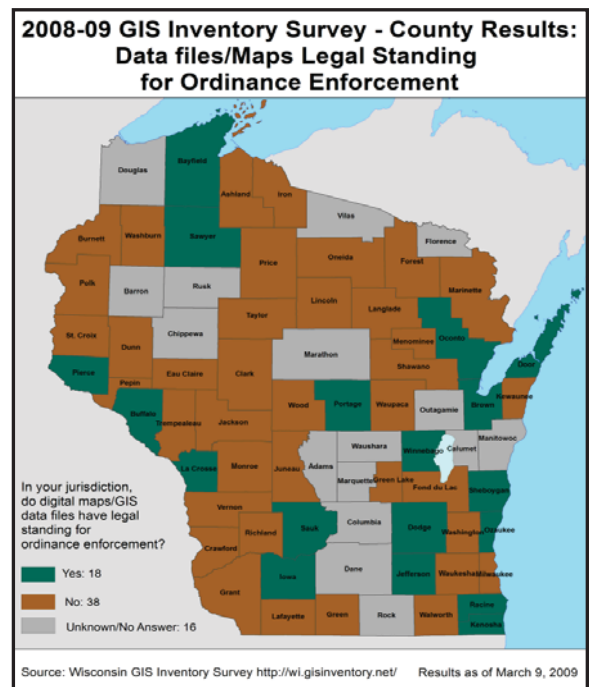 2008-09 GIS Inventory Survey - County Results:
Data files/Maps Legal Standing
for Ordinance Enforcement
Douglas
Bayfield
Ashland
Iron
Vilas
Florence
Burnett
Washburn
Sawyer
Price
Oneida
Forest
Marinette
Polk
Barron
Rusk
Lincoln
Langlade
Taylor
Chippewa
Menominee
Oconto
St. Croix
Dunn
Marathon
Shawano
Door
Pierce
Pepin
Eau Claire
Clark
Kewaunee
Buffalo
Trempealeau
Jackson
Wood
Portage
Waupaca
Outagamie
Brown
La Crosse
Monroe
Juneau
Adams
Waushara
Winnebago
Calumet
Manitowoc
Marquette
Green Lake
Fond du Lac
Sheboygan
Vernon
Crawford
Richland
Sauk
Columbia
Dodge
Washington
Ozaukee
Grant
Iowa
Dane
Jefferson
Waukesha
Milwaukee
Lafayette
Green
Rock
Walworth
Racine
Kenosha
In your jurisdiction,
do digital maps/GIS
data files have legal
standing for
ordinance enforcement?
Yes: 18
No: 38
Unknown/No Answer: 16
Source: Wisconsin GIS Inventory Survey http://wi.gisinventory.net/ Results as of March 9, 2009